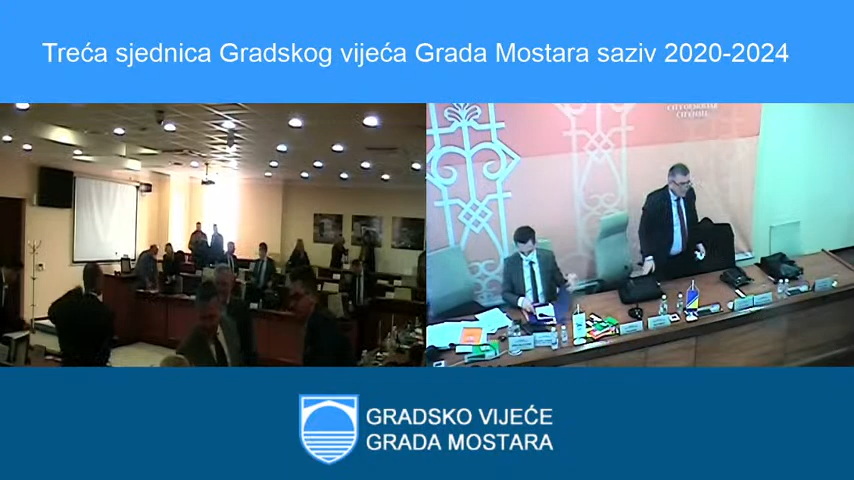 Treća sjednica Gradskog vijeća Grada Mostara saziv 2020-2024
GRADSKO VIJEĆE
GRADA MOSTARA